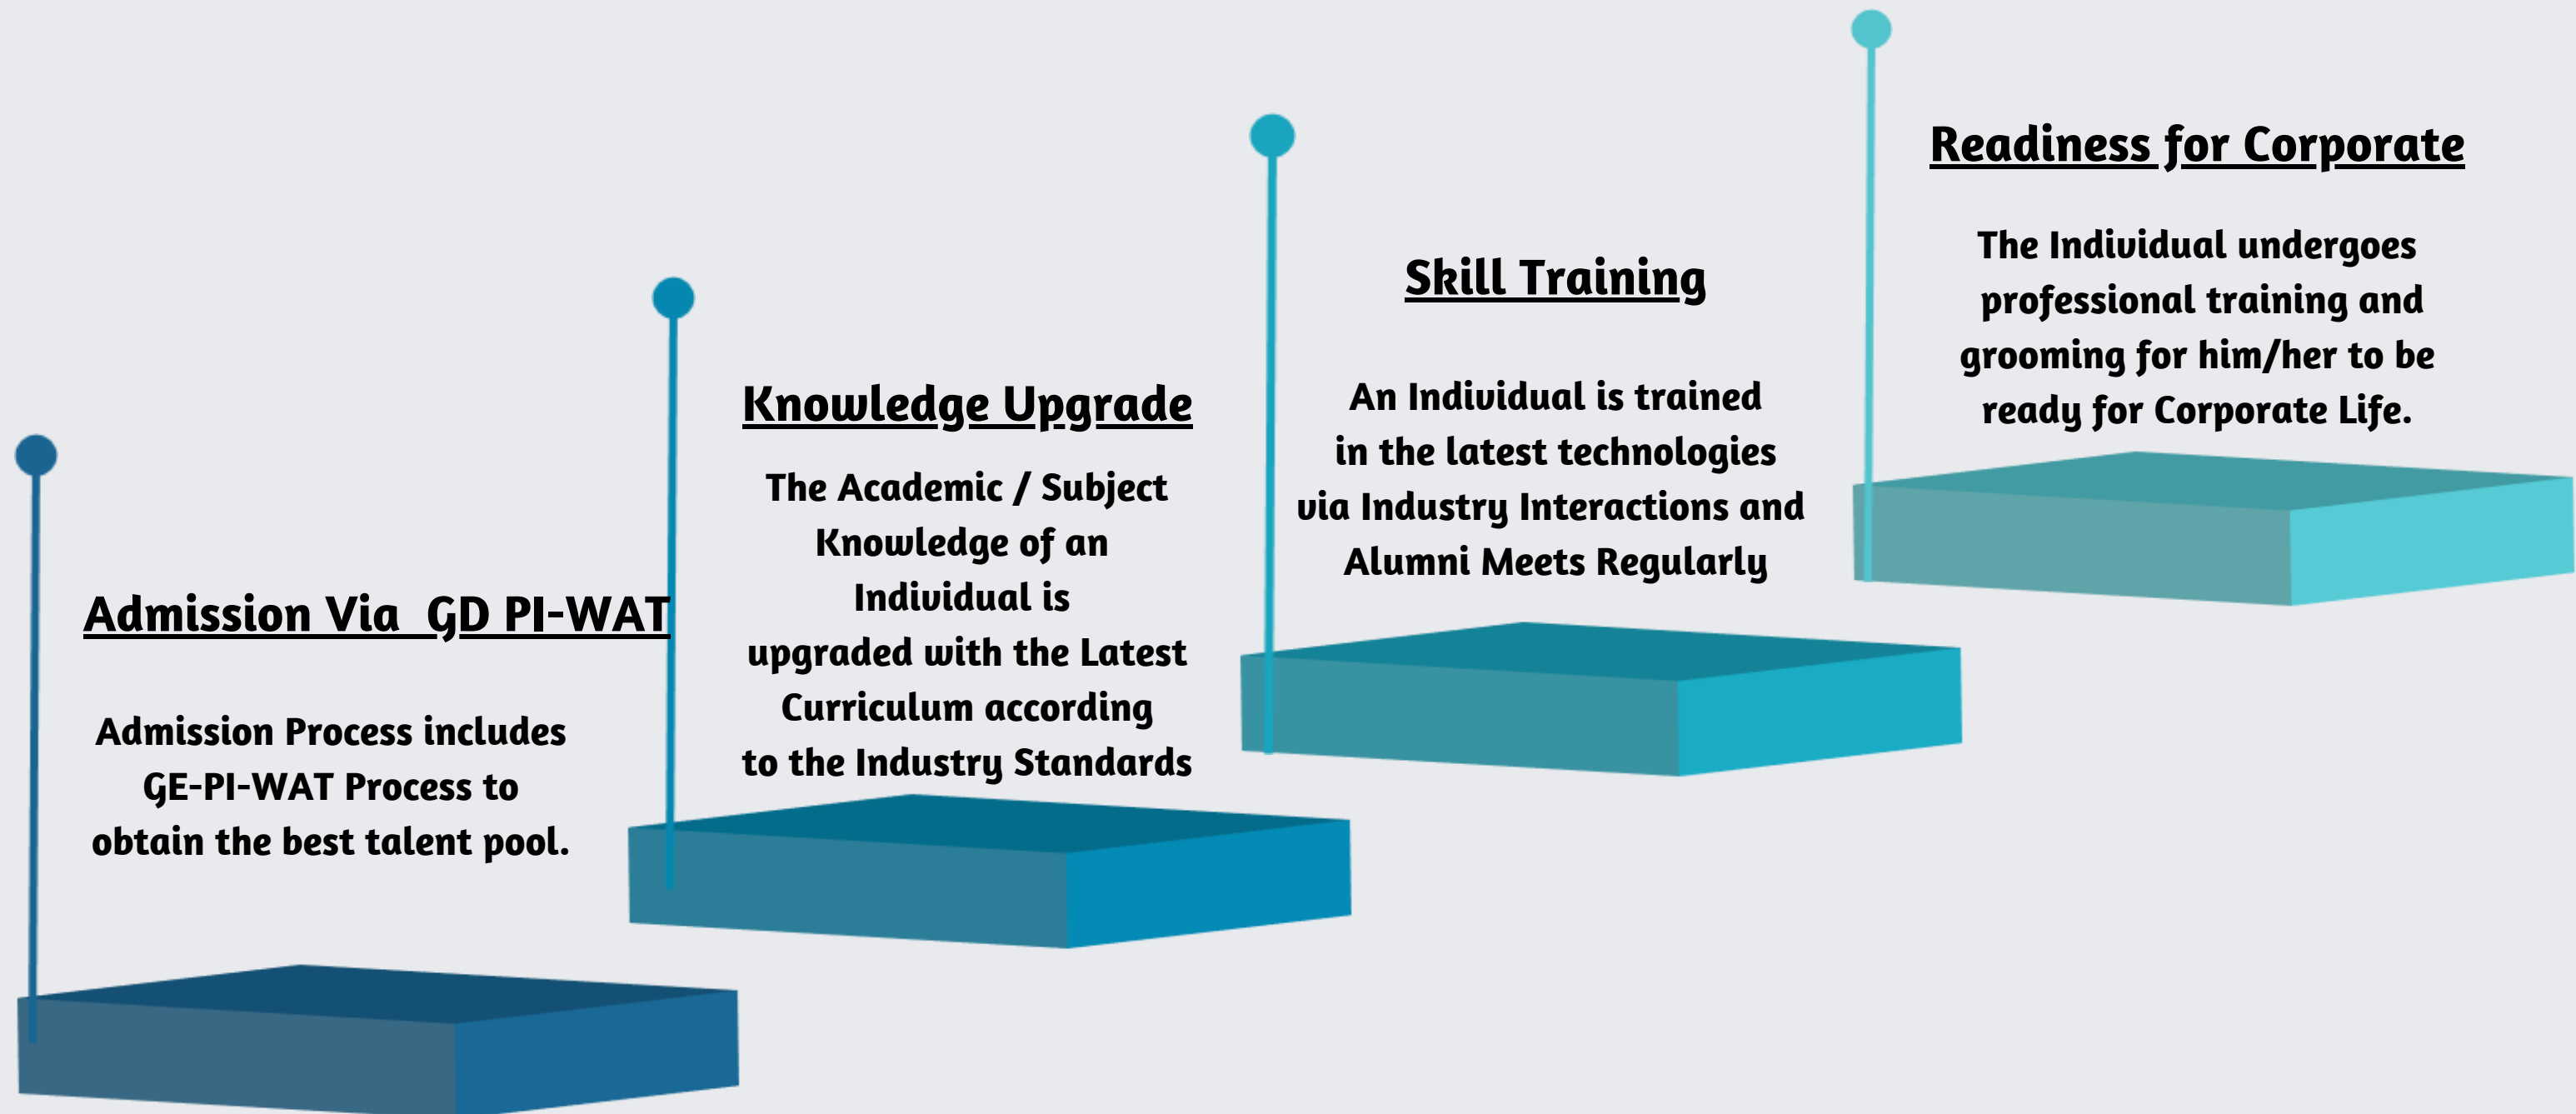 Admission Via  GD PI-WAT
Admission Process includes
GE-PI-WAT Process to
obtain the best talent pool.
Knowledge Upgrade
The Academic / Subject
Knowledge of an
Individual is
upgraded with the Latest
Curriculum according
to the Industry Standards
Skill Training
An Individual is trained
in the latest technologies
via Industry Interactions and
Alumni Meets Regularly
Readiness for Corporate
The Individual undergoes
professional training and
grooming for him/her to be
ready for Corporate Life.